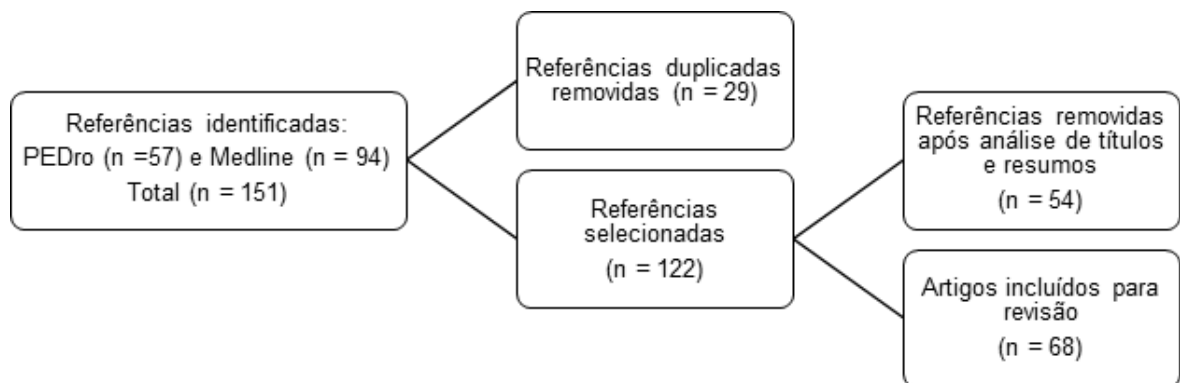 Referências identificadas:
PEDro (n =57) e Medline (n = 94)
Total (n = 151)
Referências duplicadas
removidas (n = 29)
Referências
selecionadas
(n = 122)
Referências removidas
após análise de títulos
e resumos
(n = 54)
Artigos incluídos para
revisão
(n = 68)